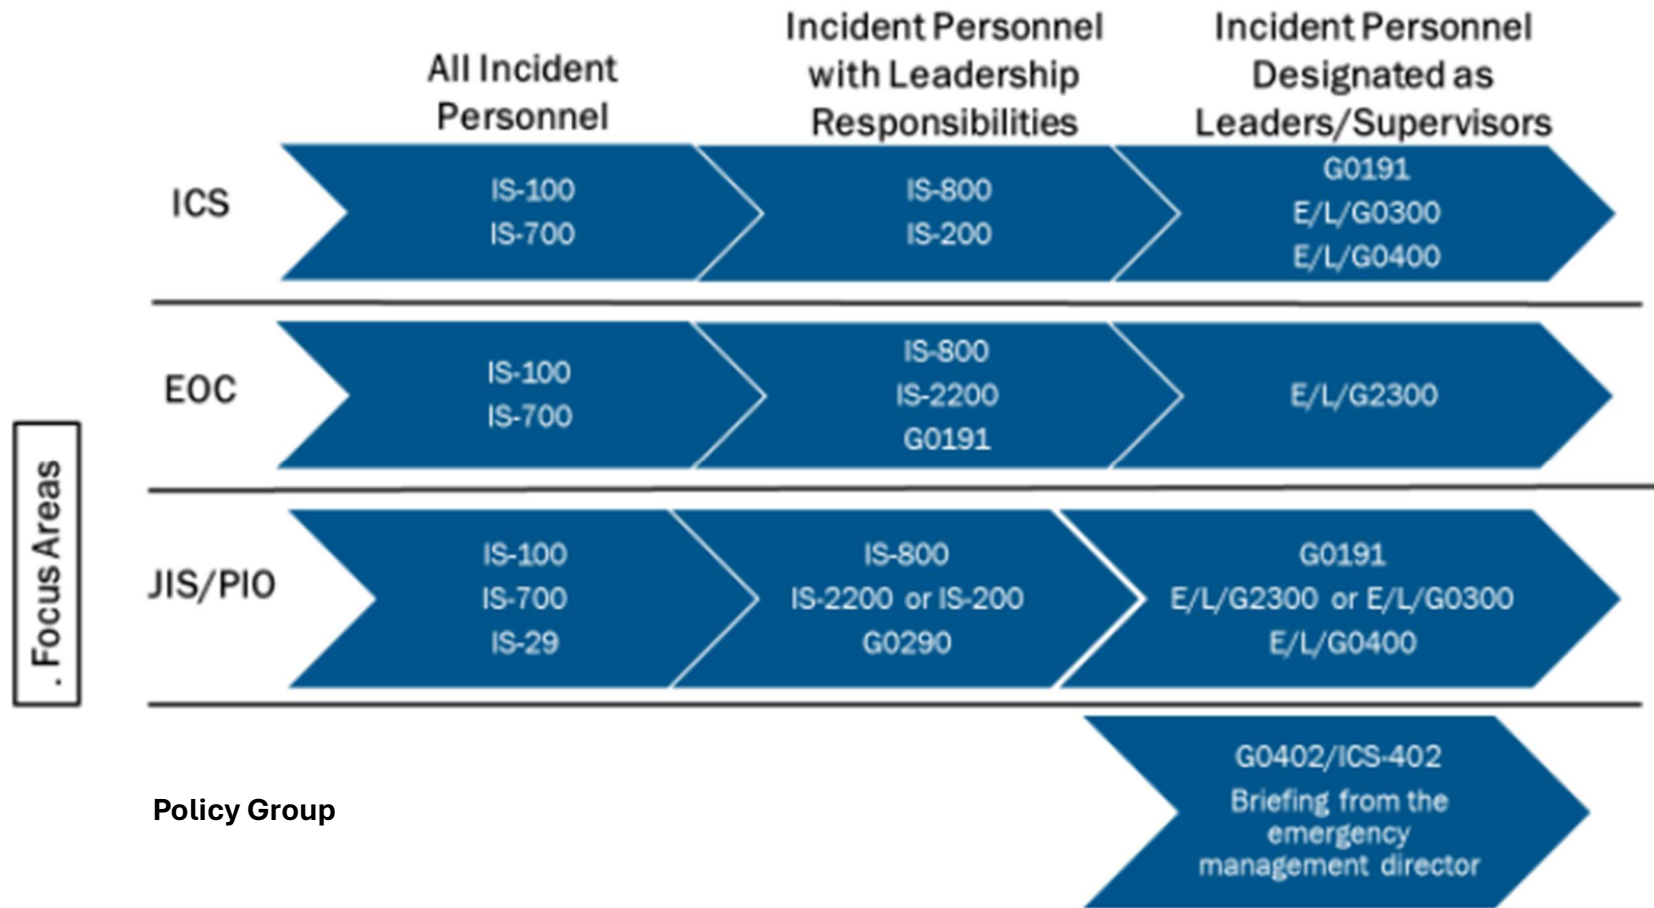 All Incident
Personnel
Incident Personnel
with Leadership
Responsibilities
Incident Personnel
Designated as
Leaders/Supervisors
ICS
IS-100
IS-700
IS-800
IS-200
G0191
E/L/G0300
E/L/G0400
EOC
IS-100
IS-700
IS-800
IS-2200
G0191
E/L/G2300
. Focus Areas
JIS/PIO
IS-100
IS-700
IS-29
IS-800
IS-2200 or IS-200
G0290
G0191
E/L/G2300 or E/L/G0300
E/L/G0400
Policy Group
G0402/ICS-402
Briefing from the
emergency
management director